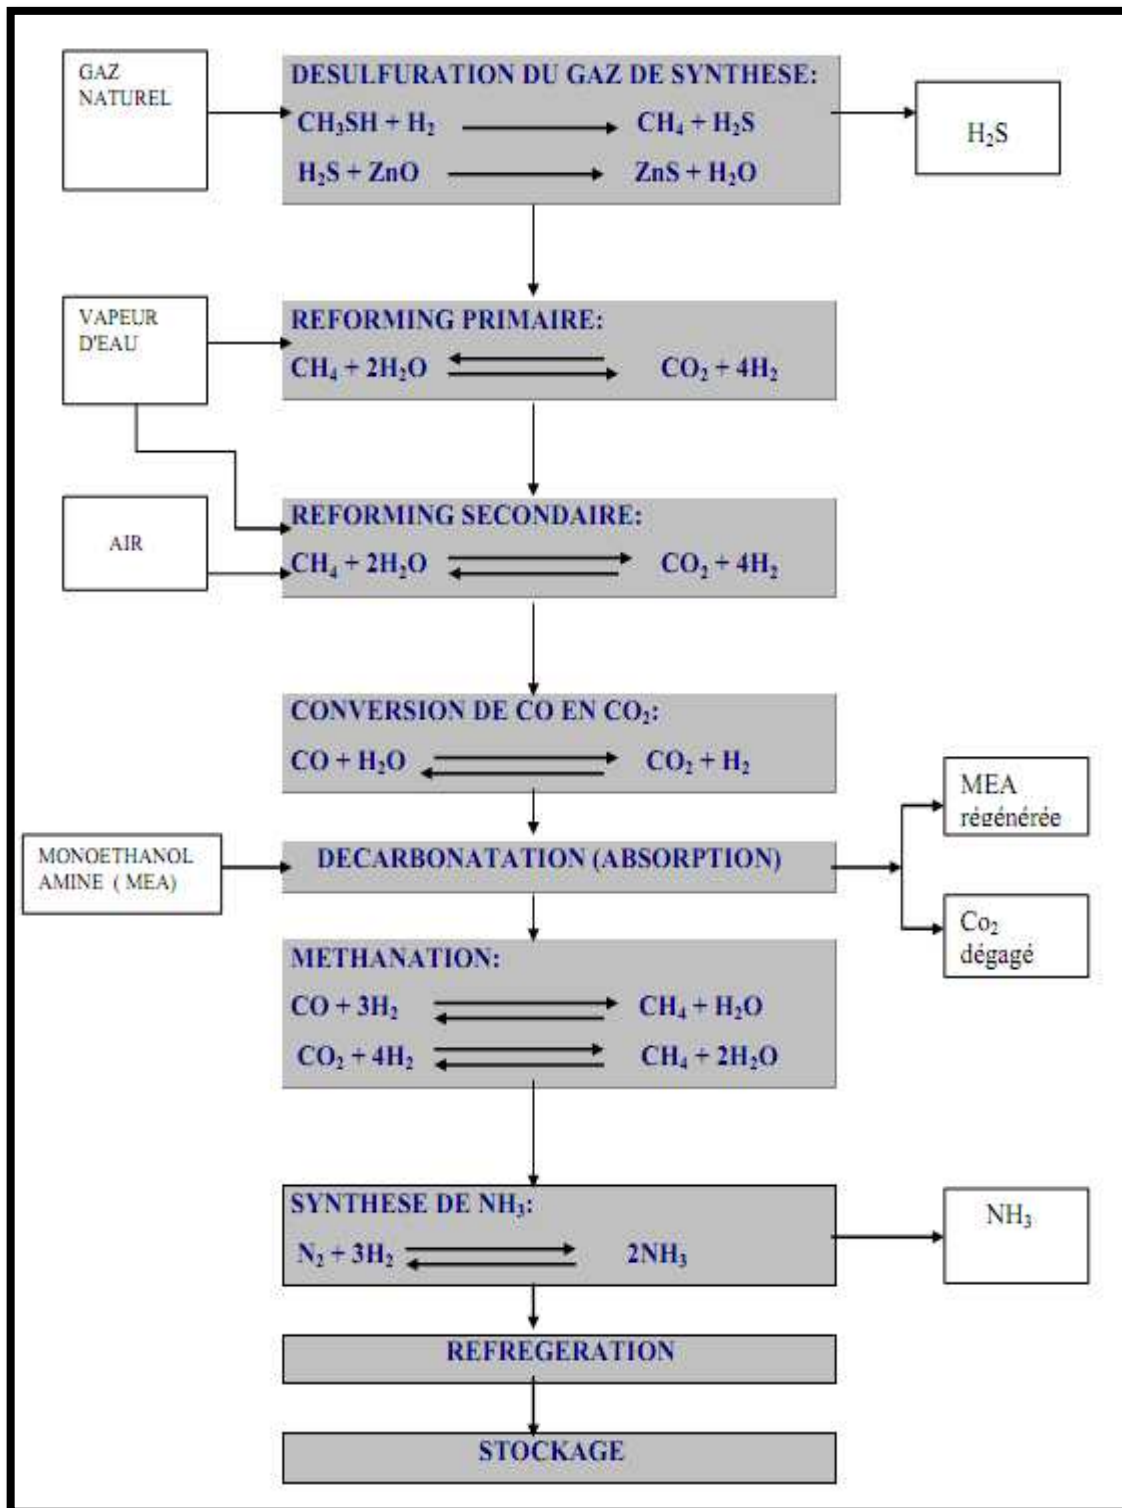 GAZ
NATUREL
DESULFURATION DU GAZ DE SYNTHESE:
CH₃SH + H₂ ⟶ CH₄ + H₂S
H₂S + ZnO ⟶ ZnS + H₂O
H₂S
VAPEUR
D'EAU
REFORMING PRIMAIRE:
CH₄ + 2H₂O ⇄ CO₂ + 4H₂
AIR
REFORMING SECONDAIRE:
CH₄ + 2H₂O ⇄ CO₂ + 4H₂
CONVERSION DE CO EN CO₂:
CO + H₂O ⇄ CO₂ + H₂
MEA
régénérée
MONOETHANOL
AMINE ( MEA)
DECARBONATATION (ABSORPTION)
Co₂
dégagé
METHANATION:
CO + 3H₂ ⇄ CH₄ + H₂O
CO₂ + 4H₂ ⇄ CH₄ + 2H₂O
SYNTHESE DE NH₃:
N₂ + 3H₂ ⇄ 2NH₃
NH₃
REFREGERATION
STOCKAGE